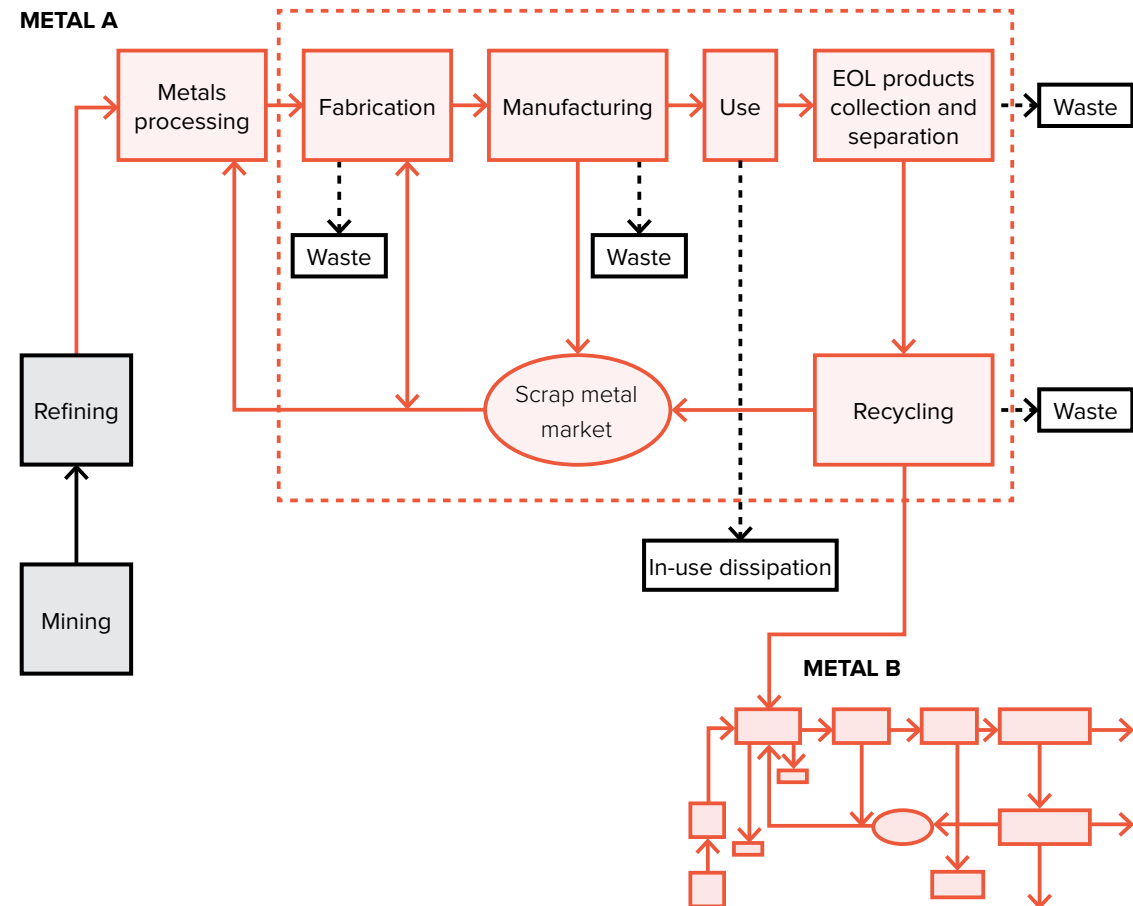 METAL A
Metals
processing
Fabrication
Manufacturing
Use
EOL products
collection and
separation
Waste
Waste
Waste
Refining
Scrap metal
market
Recycling
Waste
In-use dissipation
Mining
METAL B